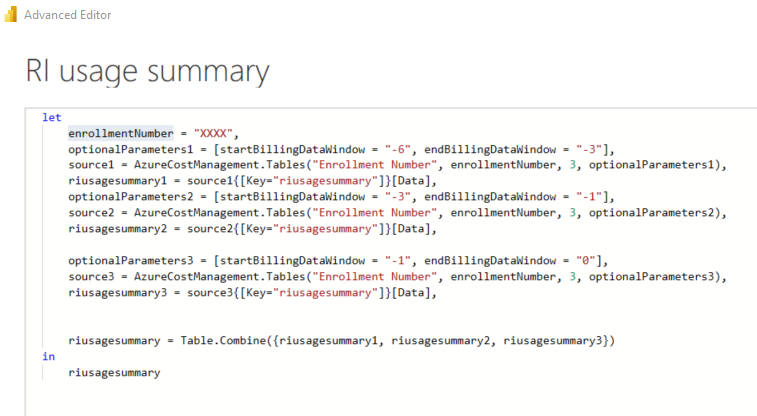 Advanced Editor
RI usage summary
let
enrollmentNumber = "XXXX",
optionalParameters1 = [startBillingDataWindow = "-6", endBillingDataWindow = "-3"],
source1 = AzureCostManagement.Tables("Enrollment Number", enrollmentNumber, 3, optionalParameters1),
riusagesummary1 = source1{[Key="riusagesummary"]}[Data],
optionalParameters2 = [startBillingDataWindow = "-3", endBillingDataWindow = "-1"],
source2 = AzureCostManagement.Tables("Enrollment Number", enrollmentNumber, 3, optionalParameters2),
riusagesummary2 = source2{[Key="riusagesummary"]}[Data],
optionalParameters3 = [startBillingDataWindow = "-1", endBillingDataWindow = "0"],
source3 = AzureCostManagement.Tables("Enrollment Number", enrollmentNumber, 3, optionalParameters3),
riusagesummary3 = source3{[Key="riusagesummary"]}[Data],
riusagesummary = Table.Combine({riusagesummary1, riusagesummary2, riusagesummary3})
in
riusagesummary